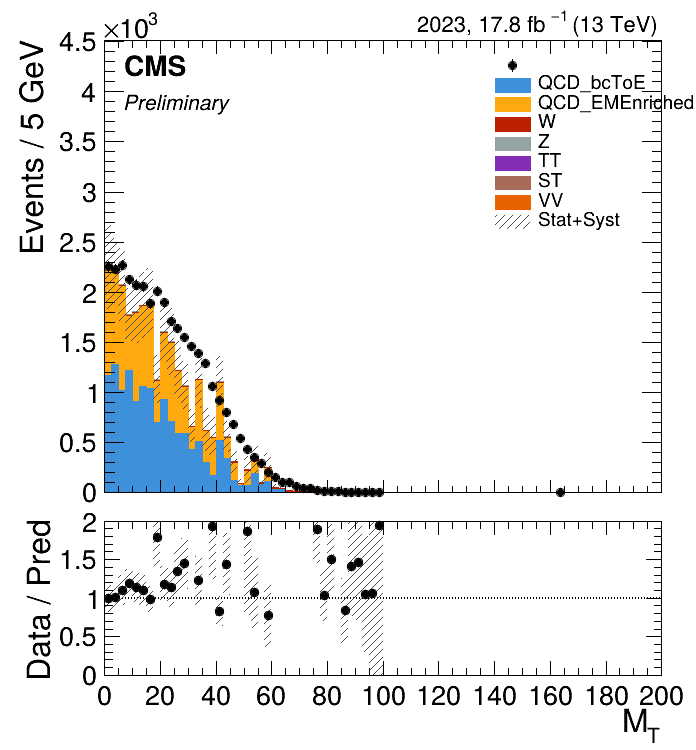 ×10³
2023, 17.8 fb⁻¹ (13 TeV)
Events / 5 GeV
4.5
4
3.5
3
2.5
2
1.5
1
0.5
0
CMS
Preliminary
QCD_bcToE
QCD_EMEnriched
W
Z
TT
ST
VV
Stat+Syst
Data / Pred
2
1.5
1
0.5
0
0 20 40 60 80 100 120 140 160 180 200
M_T